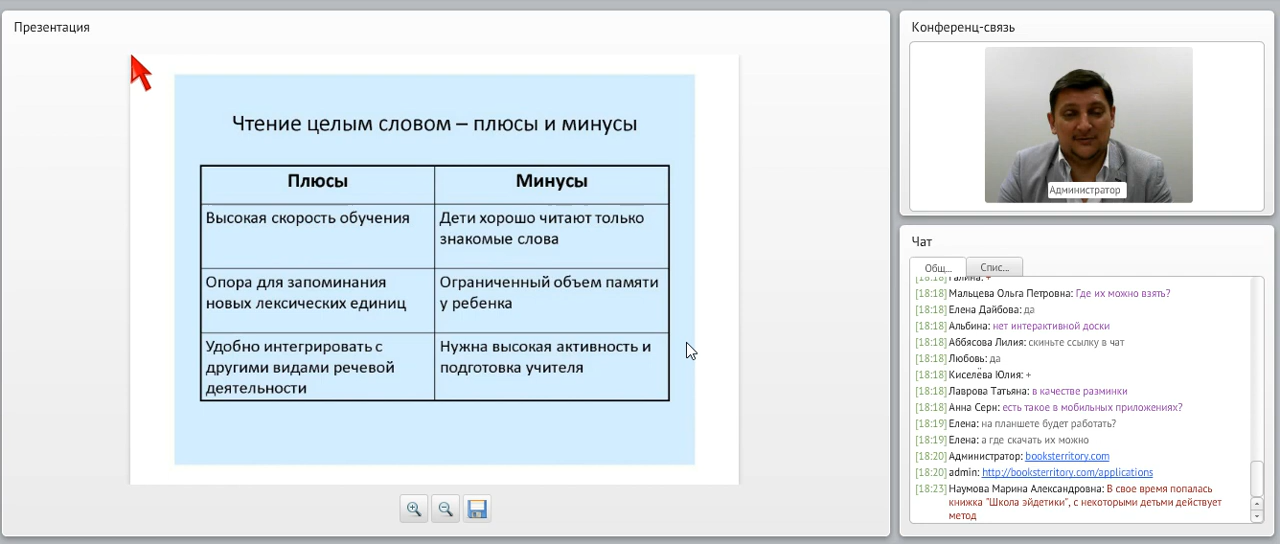 Презентация
Чтение целым словом – плюсы и минусы
Плюсы
Минусы
Высокая скорость обучения
Дети хорошо читают только
знакомые слова
Опора для запоминания
новых лексических единиц
Ограниченный объем памяти
у ребенка
Удобно интегрировать с
другими видами речевой
деятельности
Нужна высокая активность и
подготовка учителя
Конференц-связь
Администратор
Чат
Общ...
Спис...
[18:18] Галина: +
[18:18] Мальцева Ольга Петровна: Где их можно взять?
[18:18] Елена Дайбова: да
[18:18] Альбина: нет интерактивной доски
[18:18] Аббясова Лилия: скиньте ссылку в чат
[18:18] Любовь: да
[18:18] Киселёва Юлия: +
[18:18] Лаврова Татьяна: в качестве разминки
[18:18] Анна Серн: есть такое в мобильных приложениях?
[18:19] Елена: на планшете будет работать?
[18:19] Елена: а где скачать их можно
[18:20] Администратор: booksterritory.com
[18:20] admin: http://booksterritory.com/applications
[18:23] Наумова Марина Александровна: В свое время попалась
книжка "Школа эйдетики", с некоторыми детьми действует
метод